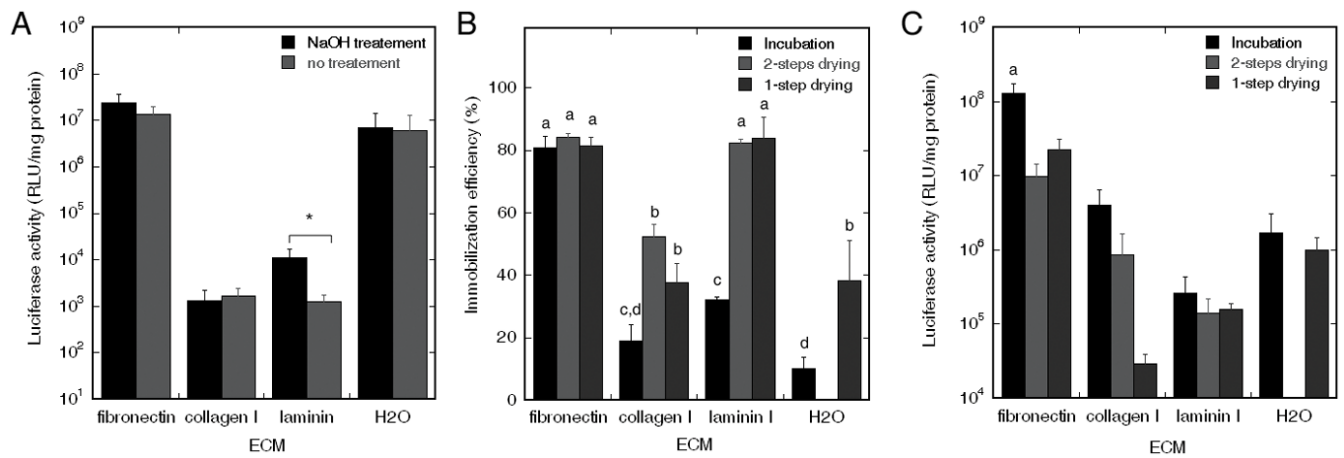 A
Luciferase activity (RLU/mg protein)
10⁹
10⁸
10⁷
10⁶
10⁵
10⁴
10³
10²
10¹
NaOH treatement
no treatement
*
fibronectin collagen I laminin H2O
ECM
B
Immobilization efficiency (%)
100
80
60
40
20
0
Incubation
2-steps drying
1-step drying
a a a
a a
b b
b
c,d
c
d
fibronectin collagen I laminin I H2O
ECM
C
Luciferase activity (RLU/mg protein)
10⁹
10⁸
10⁷
10⁶
10⁵
10⁴
Incubation
2-steps drying
1-step drying
a
fibronectin collagen I laminin I H2O
ECM